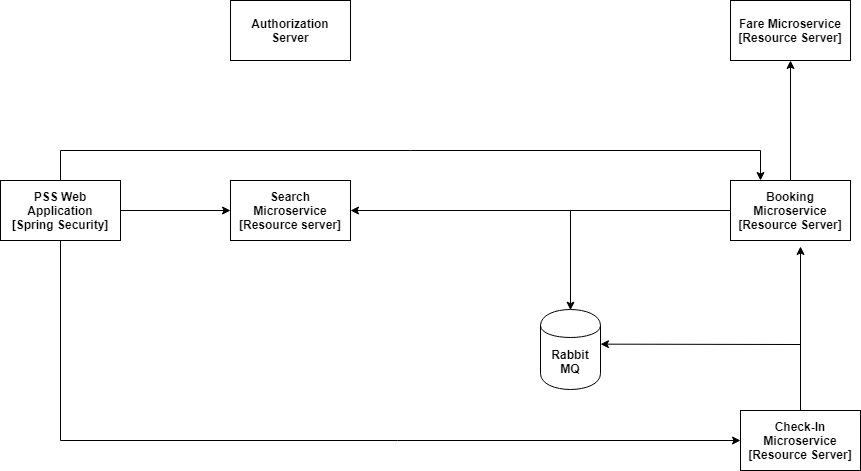 Authorization
Server
Fare Microservice
[Resource Server]
PSS Web
Application
[Spring Security]
Search
Microservice
[Resource server]
Booking
Microservice
[Resource Server]
Rabbit
MQ
Check-In
Microservice
[Resource Server]